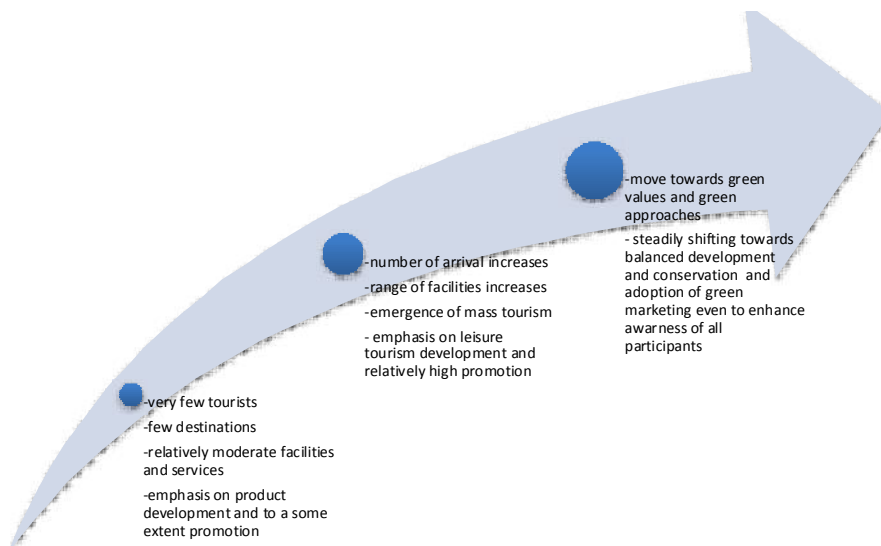 -very few tourists
-few destinations
-relatively moderate facilities
and services
-emphasis on product
development and to a some
extent promotion
-number of arrival increases
-range of facilities increases
-emergence of mass tourism
- emphasis on leisure
tourism development and
relatively high promotion
-move towards green
values and green
approaches
- steadily shifting towards
balanced development
and conservation and
adoption of green
marketing even to enhance
awarness of all
participants